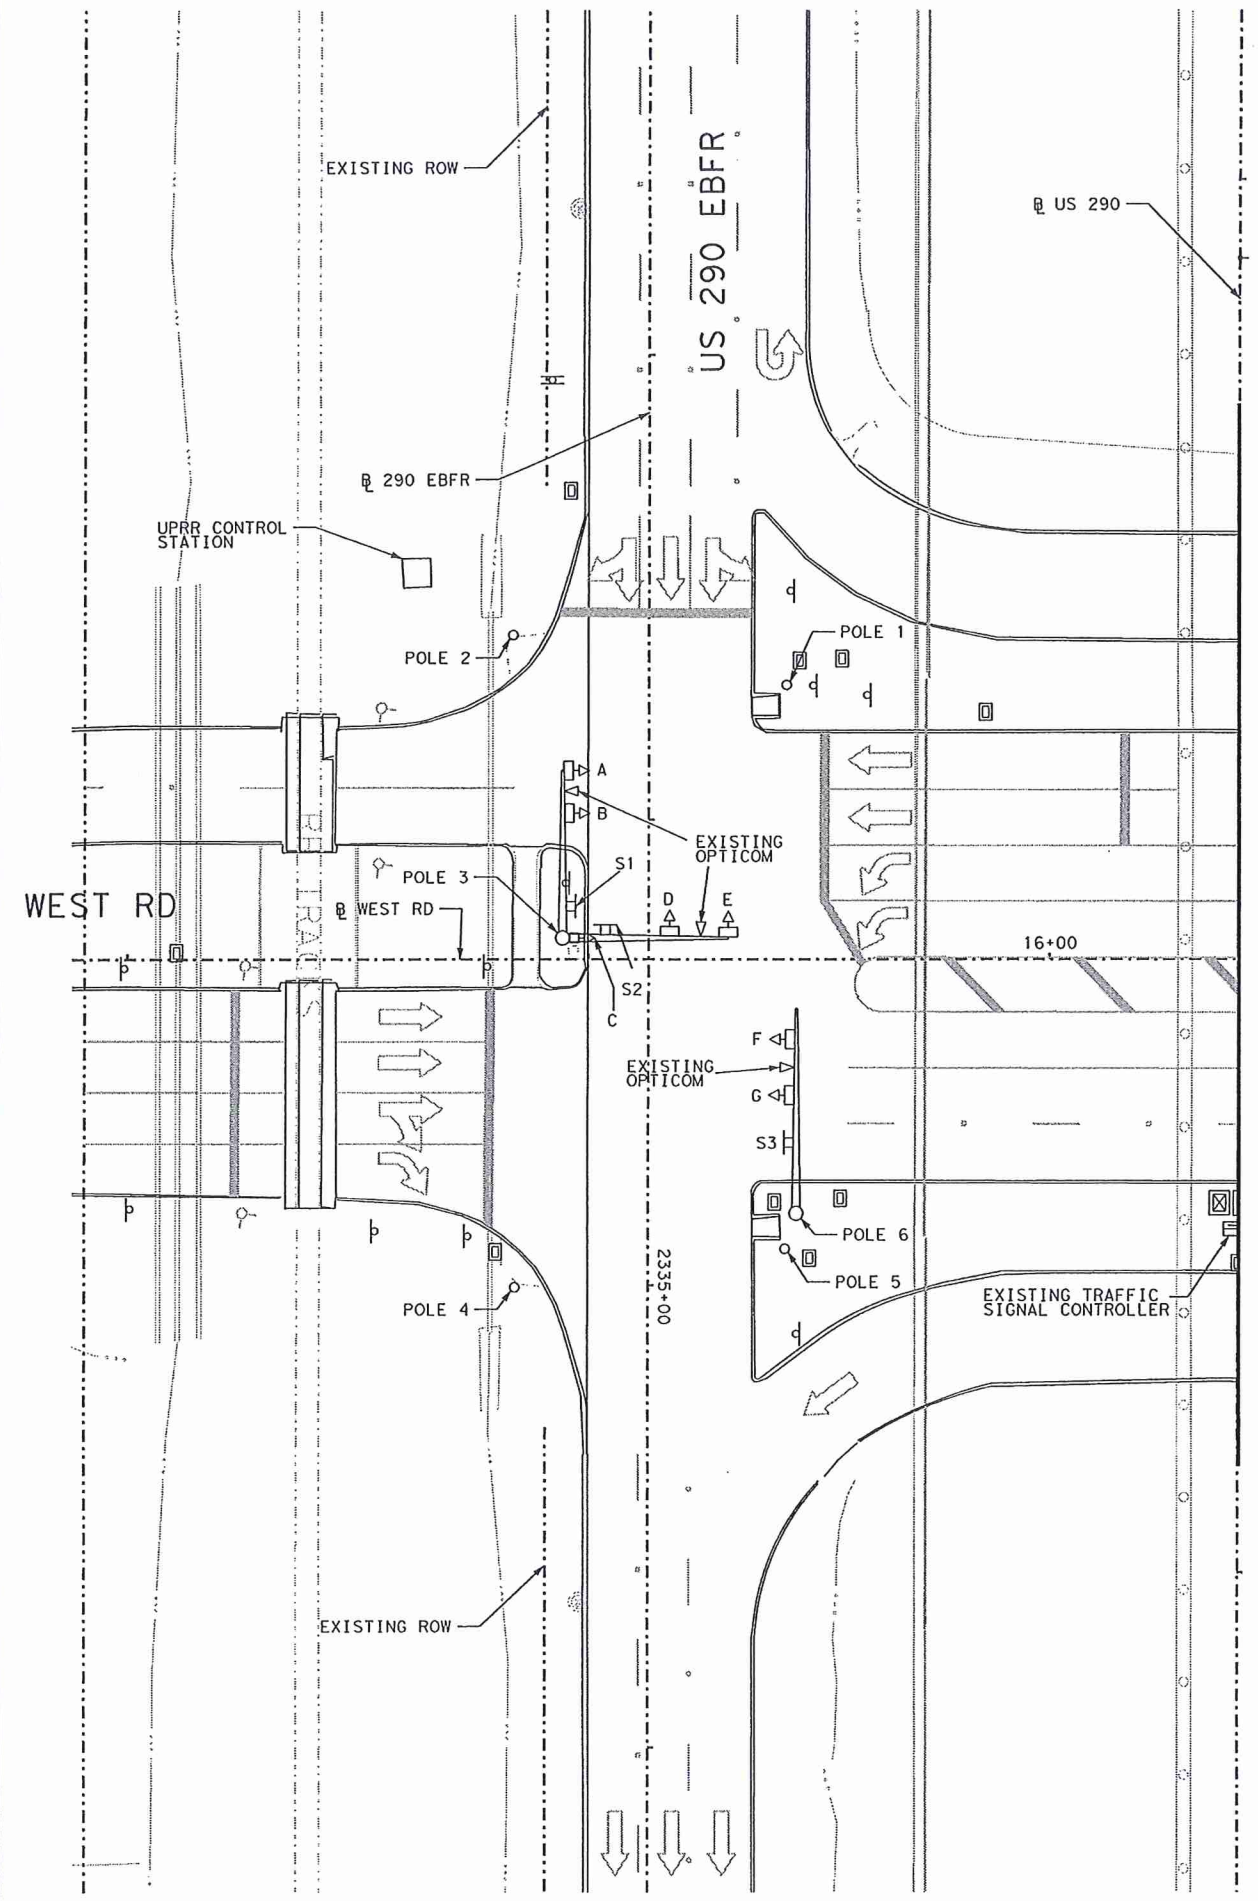 EXISTING ROW
US 290 EBFR
℄ US 290
℄ 290 EBFR
UPRR CONTROL
STATION
POLE 1
POLE 2
A
B
EXISTING
OPTICOM
S1
POLE 3
D
E
WEST RD
℄ WEST RD
RR TRACKS
16+00
S2
C
F
EXISTING
OPTICOM
G
S3
POLE 6
2335+00
POLE 5
POLE 4
EXISTING TRAFFIC
SIGNAL CONTROLLER
EXISTING ROW